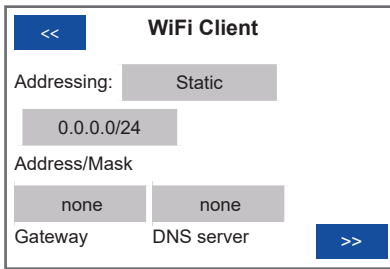 << WiFi Client
Addressing: Static
0.0.0.0/24
Address/Mask
none none
Gateway DNS server >>